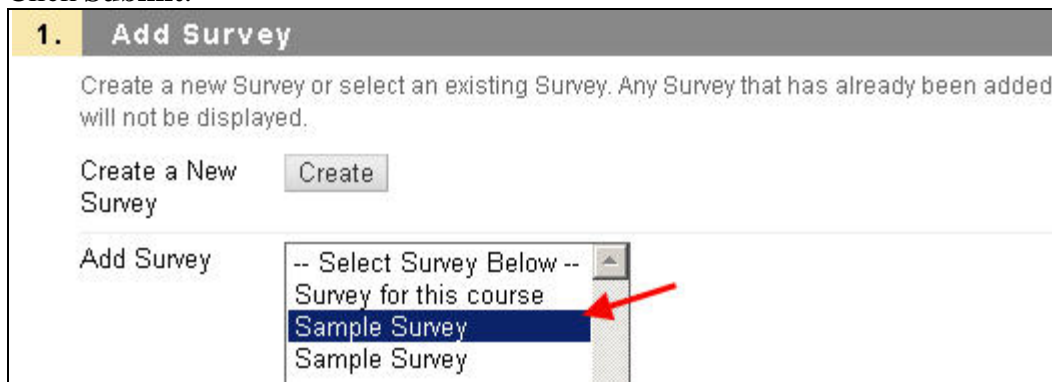 Click Submit.
1. Add Survey
Create a new Survey or select an existing Survey. Any Survey that has already been added
will not be displayed.
Create a New
Survey
Create
Add Survey
-- Select Survey Below --
Survey for this course
Sample Survey
Sample Survey